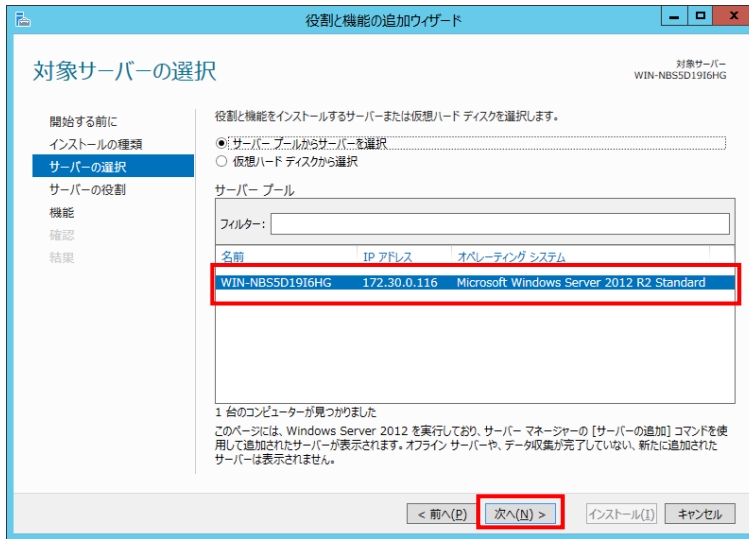 役割と機能の追加ウィザード
対象サーバーの選択
対象サーバー
WIN-NBS5D19I6HG
開始する前に
インストールの種類
サーバーの選択
サーバーの役割
機能
確認
結果
役割と機能をインストールするサーバーまたは仮想ハード ディスクを選択します。
サーバー プールからサーバーを選択
仮想ハード ディスクから選択
サーバー プール
フィルター:
名前 IP アドレス オペレーティング システム
WIN-NBS5D19I6HG 172.30.0.116 Microsoft Windows Server 2012 R2 Standard
1 台のコンピューターが見つかりました
このページには、Windows Server 2012 を実行しており、サーバー マネージャーの [サーバーの追加] コマンドを使
用して追加されたサーバーが表示されます。オフライン サーバーや、データ収集が完了していない、新たに追加された
サーバーは表示されません。
< 前へ(P) 次へ(N) > インストール(I) キャンセル